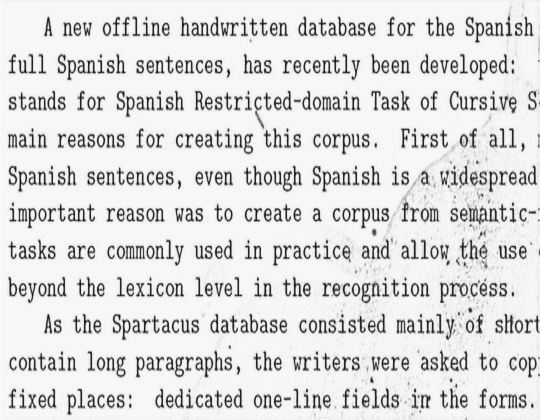 A new offline handwritten database for the Spanish
full Spanish sentences, has recently been developed:
stands for Spanish Restricted-domain Task of Cursive S
main reasons for creating this corpus. First of all,
Spanish sentences, even though Spanish is a widespread
important reason was to create a corpus from semantic-
tasks are commonly used in practice and allow the use
beyond the lexicon level in the recognition process.
As the Spartacus database consisted mainly of short
contain long paragraphs, the writers were asked to cop
fixed places: dedicated one-line fields in the forms.